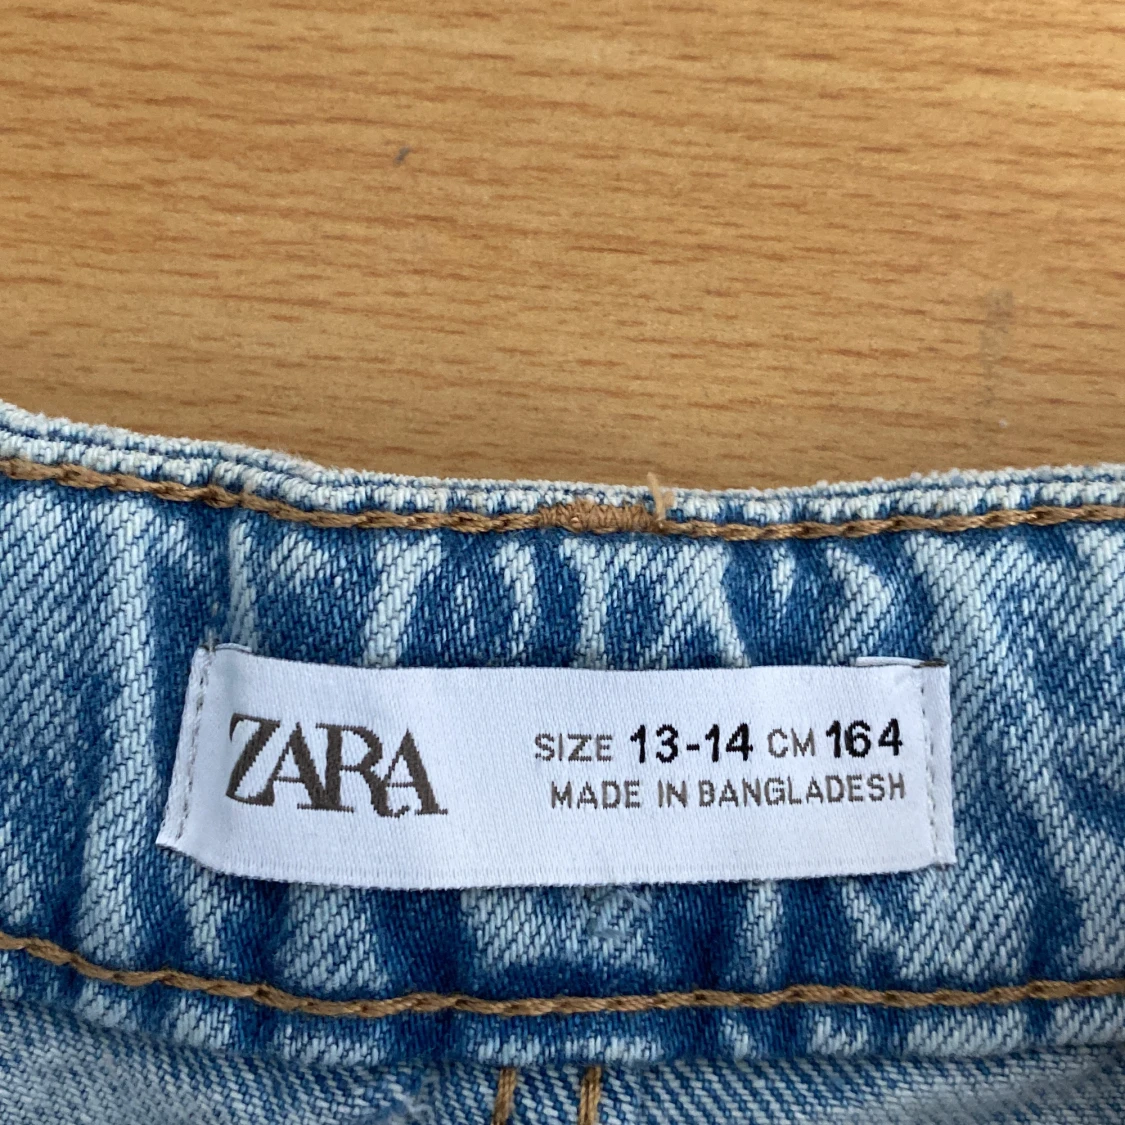 ZARA
SIZE 13-14 CM 164
MADE IN BANGLADESH